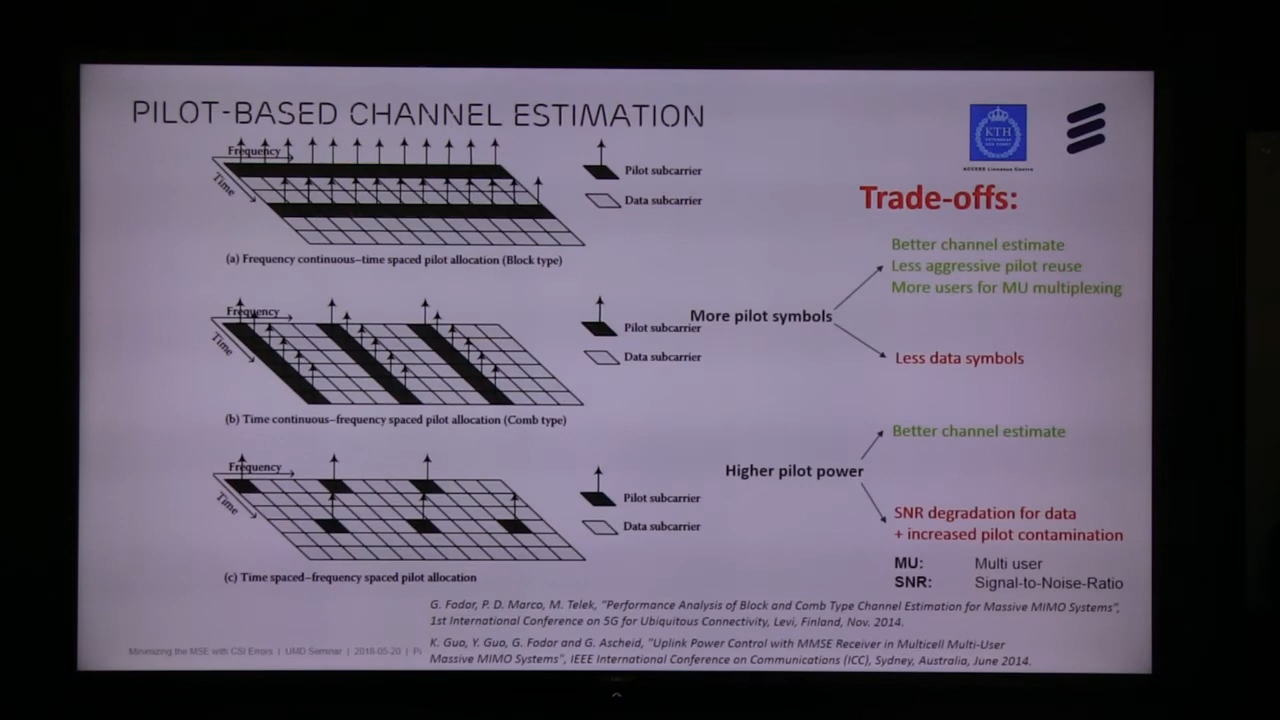 PILOT-BASED CHANNEL ESTIMATION
KTH
ACCESS Linnaeus Centre
Frequency
Time
Pilot subcarrier
Data subcarrier
(a) Frequency continuous–time spaced pilot allocation (Block type)
Frequency
Time
Pilot subcarrier
Data subcarrier
(b) Time continuous–frequency spaced pilot allocation (Comb type)
Frequency
Time
Pilot subcarrier
Data subcarrier
(c) Time spaced–frequency spaced pilot allocation
Trade-offs:
More pilot symbols
Better channel estimate
Less aggressive pilot reuse
More users for MU multiplexing
Less data symbols
Higher pilot power
Better channel estimate
SNR degradation for data
+ increased pilot contamination
MU: Multi user
SNR: Signal-to-Noise-Ratio
G. Fodor, P. D. Marco, M. Telek, "Performance Analysis of Block and Comb Type Channel Estimation for Massive MIMO Systems",
1st International Conference on 5G for Ubiquitous Connectivity, Levi, Finland, Nov. 2014.
K. Guo, Y. Guo, G. Fodor and G. Ascheid, "Uplink Power Control with MMSE Receiver in Multicell Multi-User
Massive MIMO Systems", IEEE International Conference on Communications (ICC), Sydney, Australia, June 2014.
Minimizing the MSE with CSI Errors | UMD Seminar | 2018-05-20 |